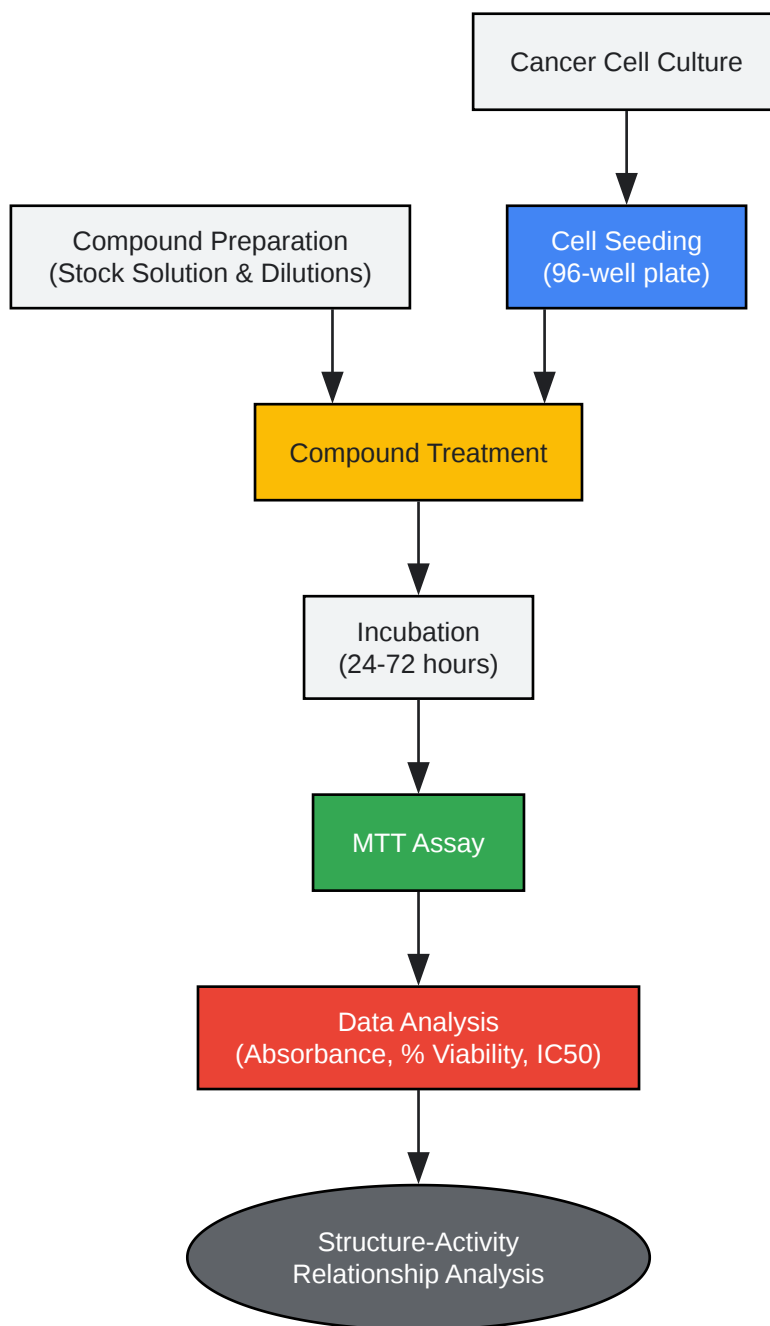 Cancer Cell Culture
Compound Preparation
(Stock Solution & Dilutions)
Cell Seeding
(96-well plate)
Compound Treatment
Incubation
(24-72 hours)
MTT Assay
Data Analysis
(Absorbance, % Viability, IC50)
Structure-Activity
Relationship Analysis